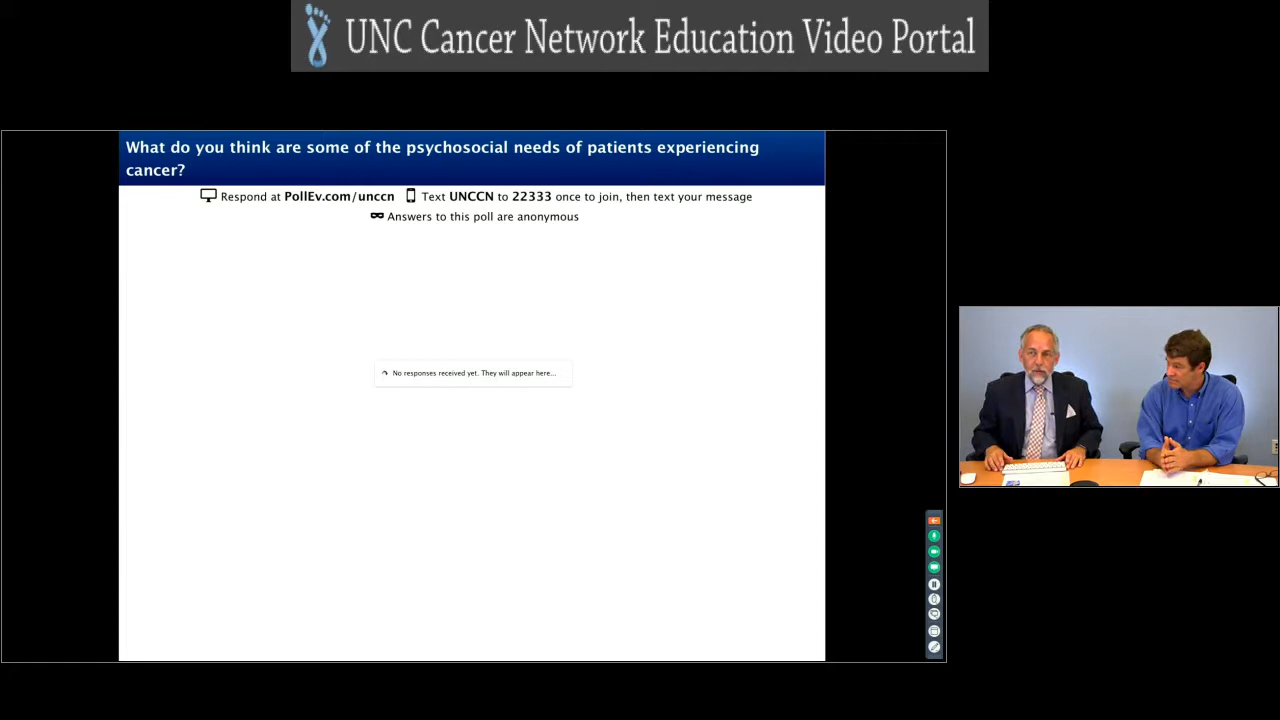 UNC Cancer Network Education Video Portal
What do you think are some of the psychosocial needs of patients experiencing
cancer?
Respond at PollEv.com/unccn Text UNCCN to 22333 once to join, then text your message
Answers to this poll are anonymous
No responses received yet. They will appear here...